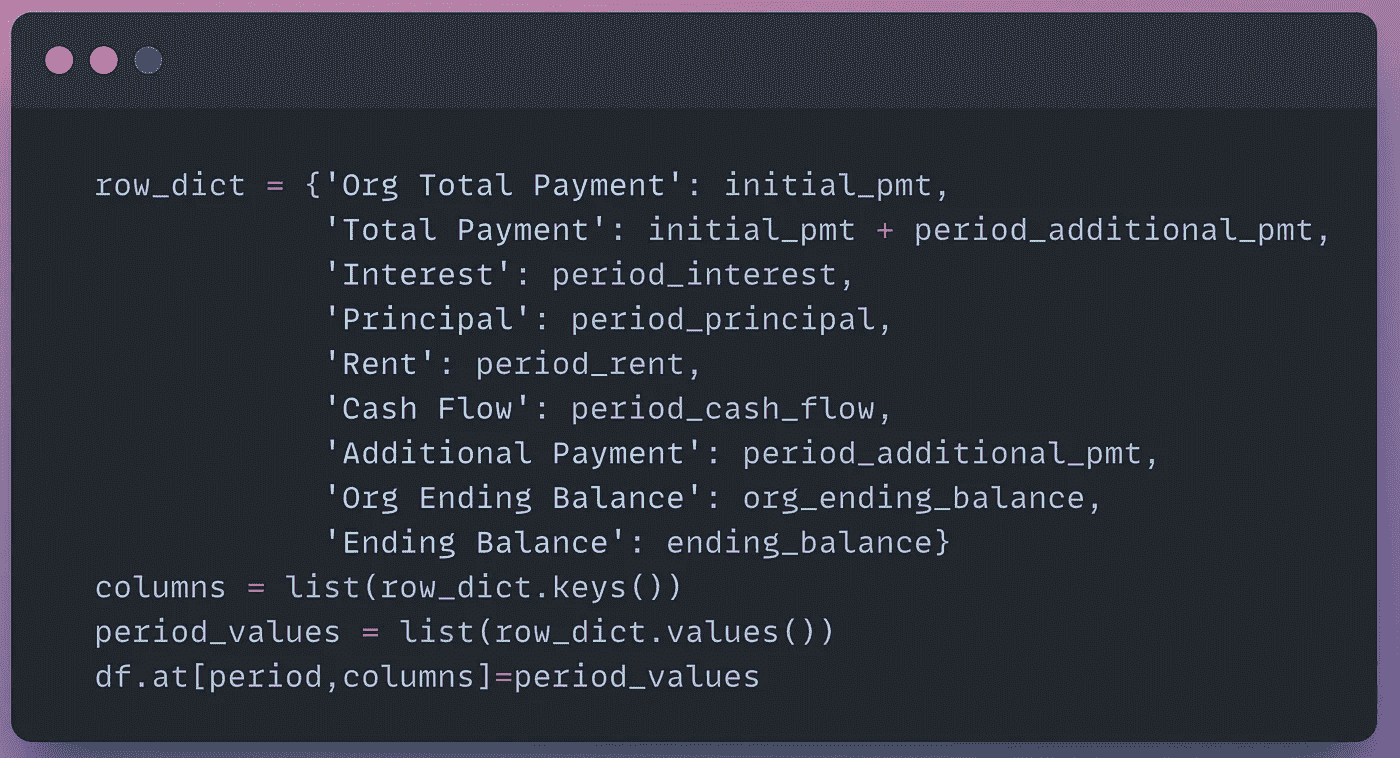 row_dict = {'Org Total Payment': initial_pmt,
'Total Payment': initial_pmt + period_additional_pmt,
'Interest': period_interest,
'Principal': period_principal,
'Rent': period_rent,
'Cash Flow': period_cash_flow,
'Additional Payment': period_additional_pmt,
'Org Ending Balance': org_ending_balance,
'Ending Balance': ending_balance}
columns = list(row_dict.keys())
period_values = list(row_dict.values())
df.at[period,columns]=period_values